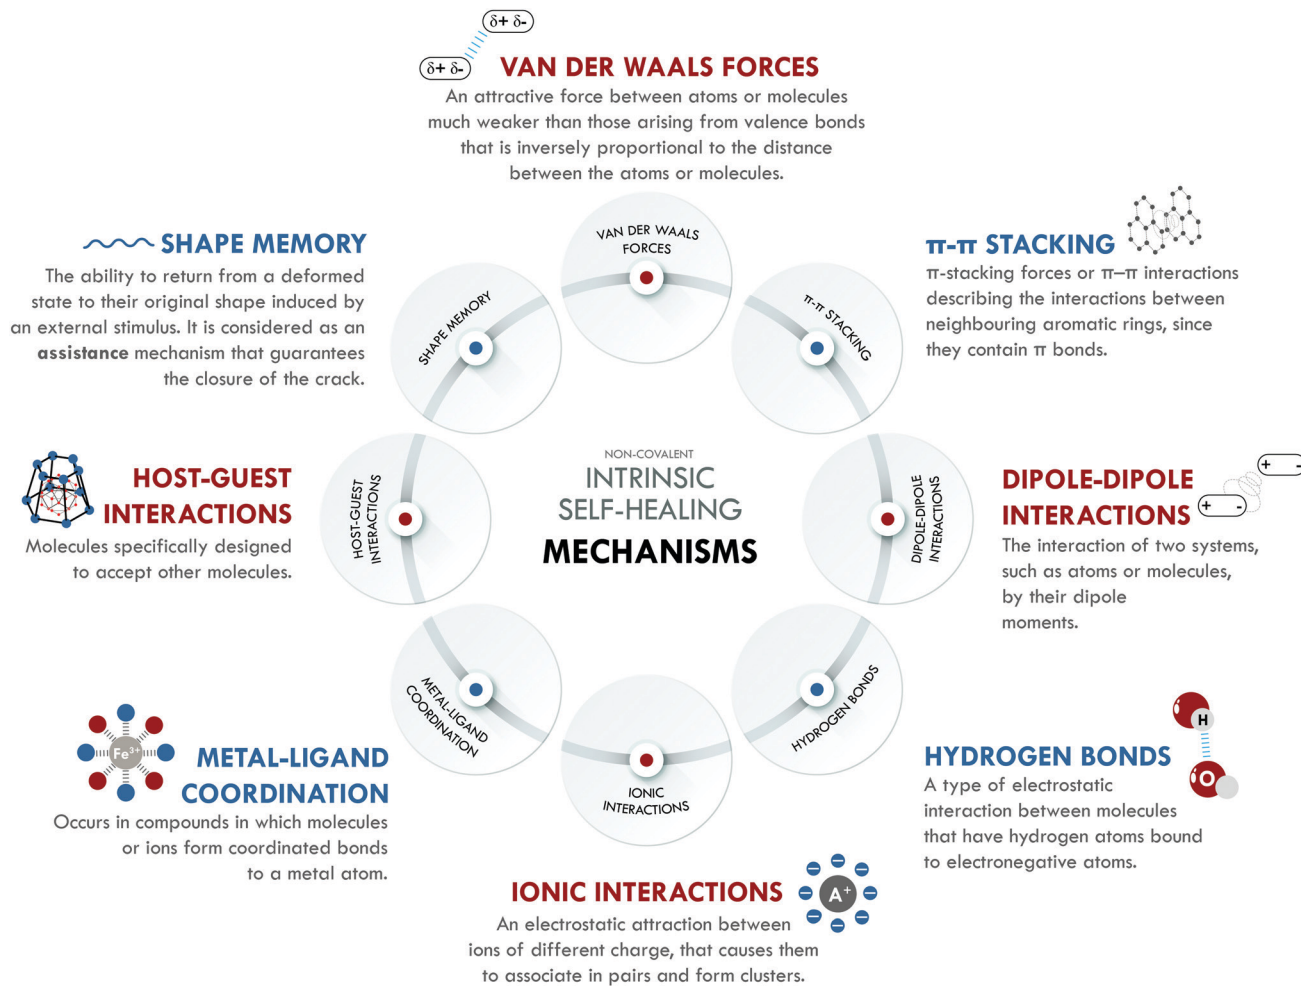 δ+ δ-
δ+ δ-
VAN DER WAALS FORCES
An attractive force between atoms or molecules
much weaker than those arising from valence bonds
that is inversely proportional to the distance
between the atoms or molecules.
SHAPE MEMORY
The ability to return from a deformed
state to their original shape induced by
an external stimulus. It is considered as an
assistance mechanism that guarantees
the closure of the crack.
π-π STACKING
π-stacking forces or π–π interactions
describing the interactions between
neighbouring aromatic rings, since
they contain π bonds.
VAN DER WAALS
FORCES
SHAPE MEMORY
π-π STACKING
HOST-GUEST
INTERACTIONS
Molecules specifically designed
to accept other molecules.
HOST-GUEST
INTERACTIONS
NON-COVALENT
INTRINSIC
SELF-HEALING
MECHANISMS
DIPOLE-DIPOLE
INTERACTIONS
DIPOLE-DIPOLE
INTERACTIONS
+ -
+ -
The interaction of two systems,
such as atoms or molecules,
by their dipole
moments.
METAL-LIGAND
COORDINATION
IONIC
INTERACTIONS
HYDROGEN BONDS
Fe³⁺
METAL-LIGAND
COORDINATION
Occurs in compounds in which molecules
or ions form coordinated bonds
to a metal atom.
H
O
HYDROGEN BONDS
A type of electrostatic
interaction between molecules
that have hydrogen atoms bound
to electronegative atoms.
IONIC INTERACTIONS
A⁺
− − − − − − − −
An electrostatic attraction between
ions of different charge, that causes them
to associate in pairs and form clusters.